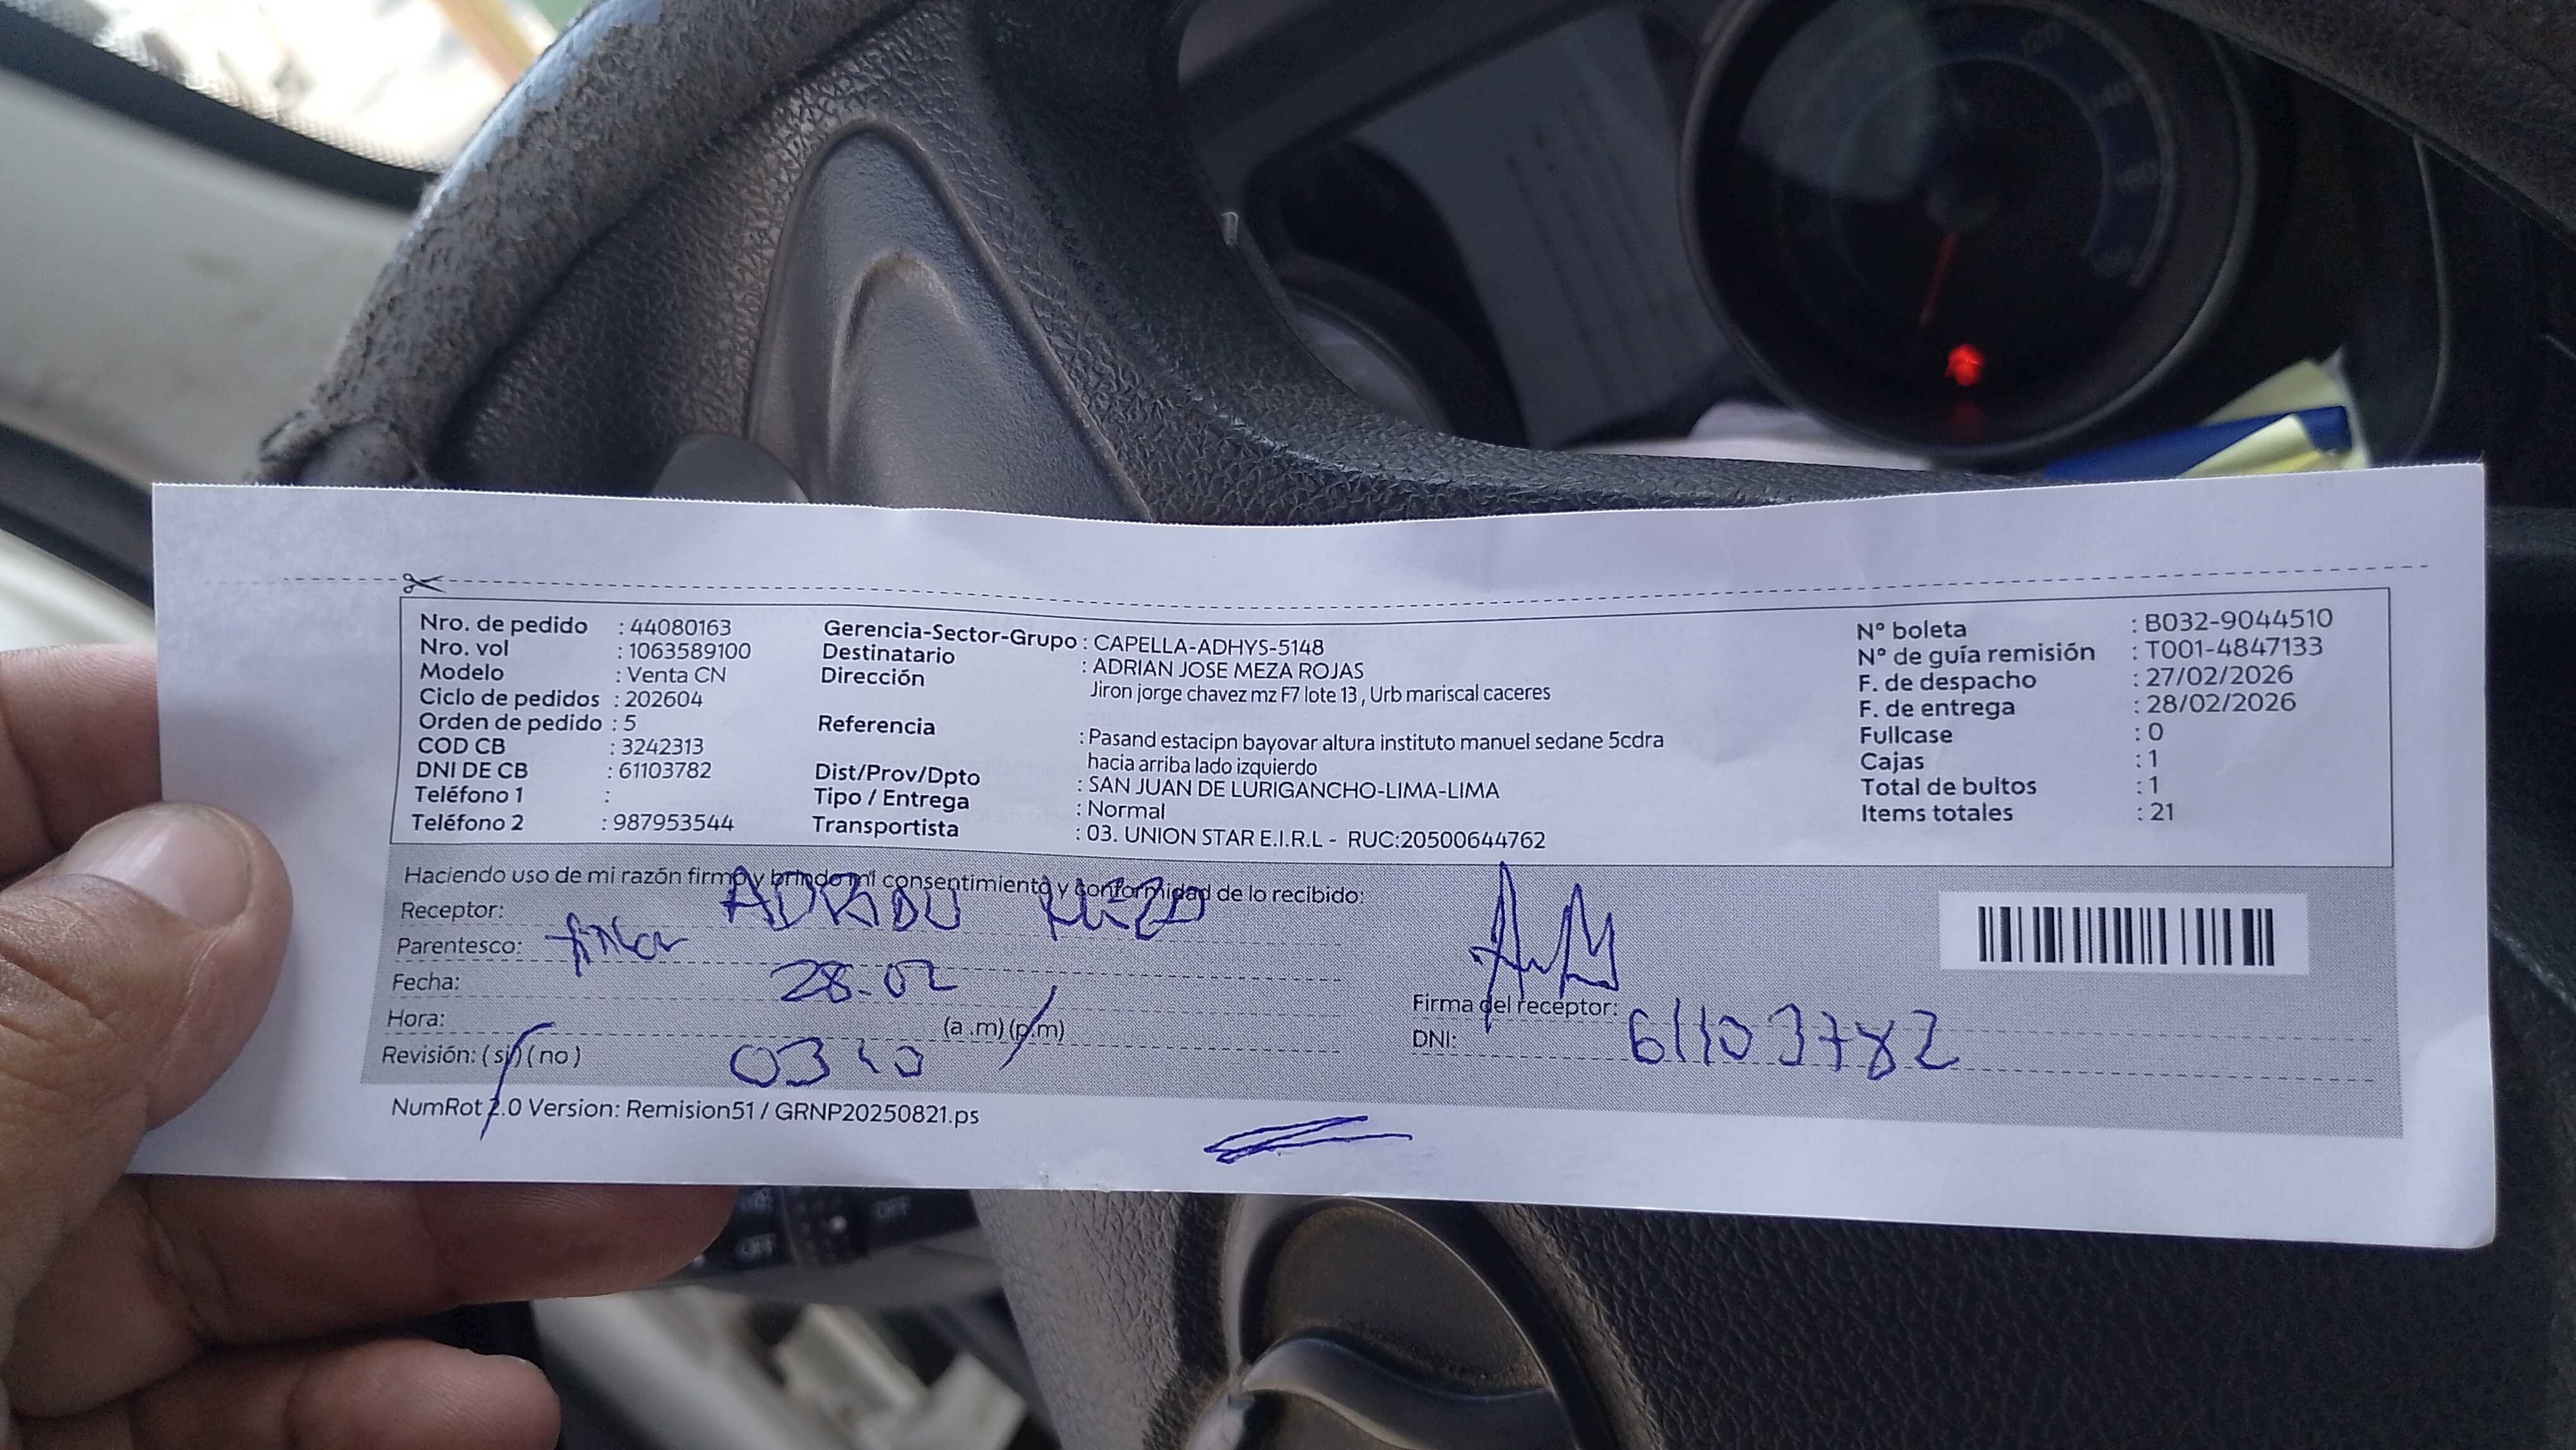 Nro. de pedido : 44080163
Nro. vol : 1063589100
Modelo : Venta CN
Ciclo de pedidos : 202604
Orden de pedido : 5
COD CB : 3242313
DNI DE CB : 61103782
Teléfono 1 :
Teléfono 2 : 987953544
Gerencia-Sector-Grupo : CAPELLA-ADHYS-5148
Destinatario : ADRIAN JOSE MEZA ROJAS
Dirección Jiron jorge chavez mz F7 lote 13 , Urb mariscal caceres
Referencia : Pasand estacipn bayovar altura instituto manuel sedane 5cdra
hacia arriba lado izquierdo
Dist/Prov/Dpto : SAN JUAN DE LURIGANCHO-LIMA-LIMA
Tipo / Entrega : Normal
Transportista : 03. UNION STAR E.I.R.L - RUC:20500644762
N° boleta : B032-9044510
N° de guía remisión : T001-4847133
F. de despacho : 27/02/2026
F. de entrega : 28/02/2026
Fullcase : 0
Cajas : 1
Total de bultos : 1
Items totales : 21
Haciendo uso de mi razón firmo y brindo mi consentimiento y conformidad de lo recibido:
Receptor:
Parentesco:
Fecha: 28-02
Hora: 03 10 (a .m) (p.m)
Revisión: ( si ) ( no )
Firma del receptor:
DNI: 61103782
NumRot 2.0 Version: Remision51 / GRNP20250821.ps
OFF
OFF